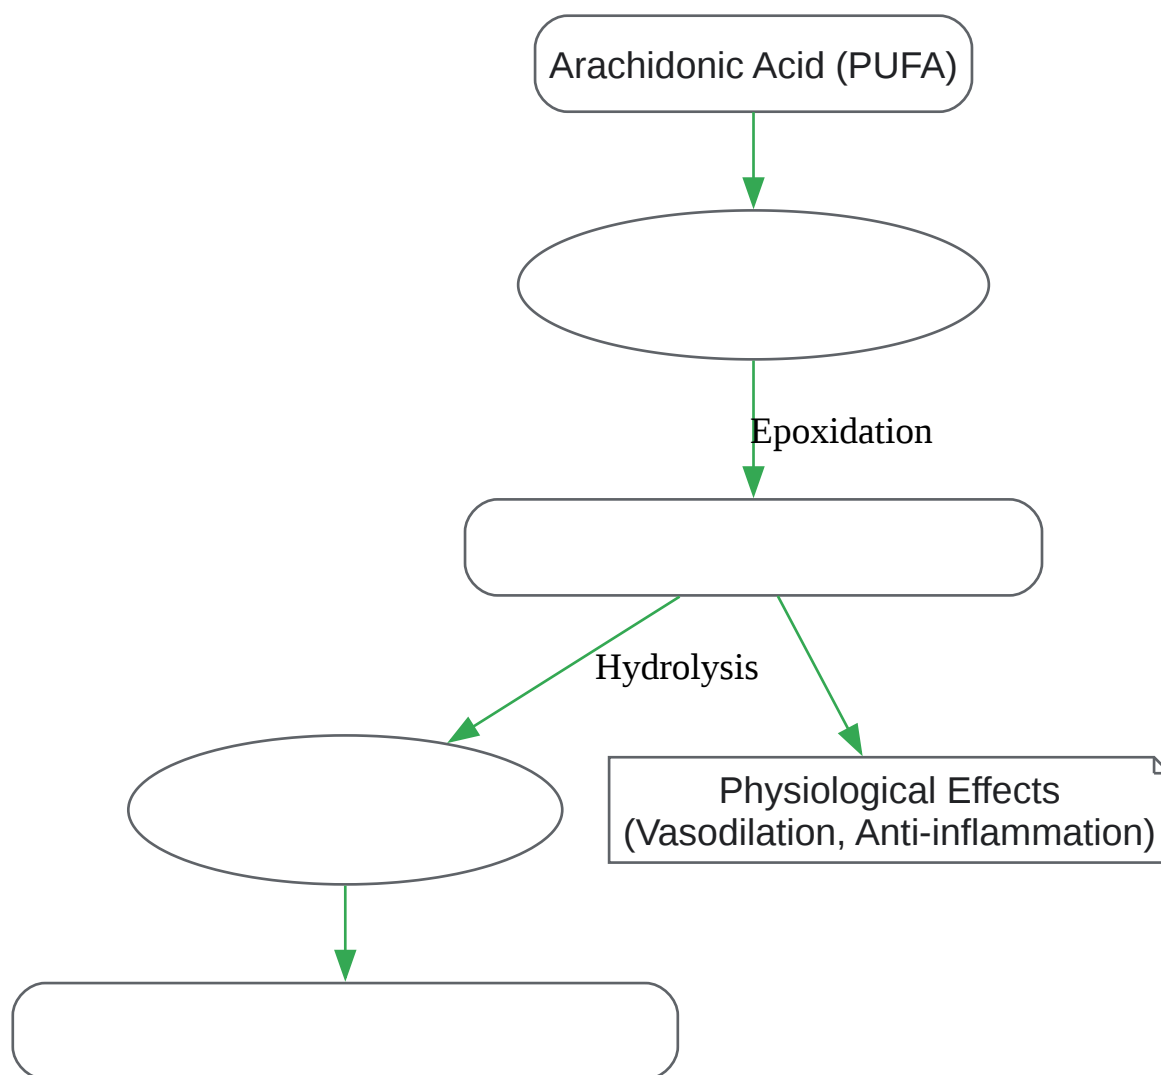 Arachidonic Acid (PUFA)
Epoxidation
Hydrolysis
Physiological Effects
(Vasodilation, Anti-inflammation)